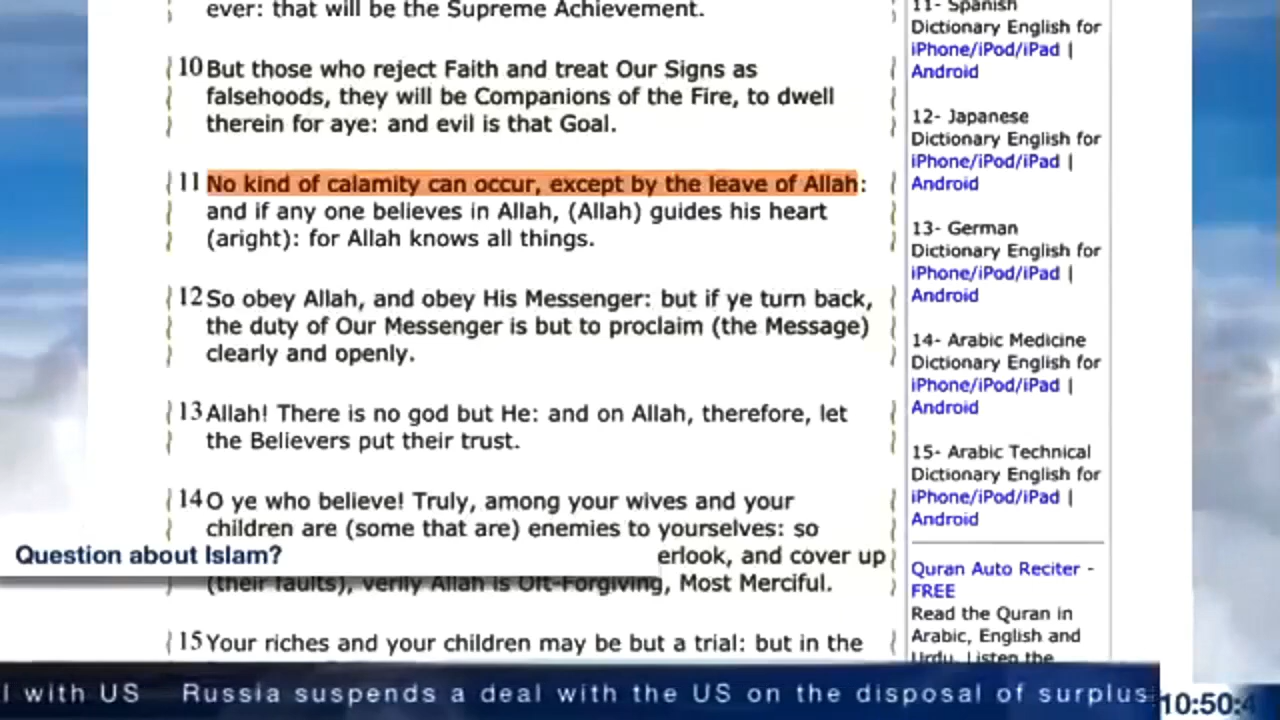 ever: that will be the Supreme Achievement.
10 But those who reject Faith and treat Our Signs as
falsehoods, they will be Companions of the Fire, to dwell
therein for aye: and evil is that Goal.
11 No kind of calamity can occur, except by the leave of Allah:
and if any one believes in Allah, (Allah) guides his heart
(aright): for Allah knows all things.
12 So obey Allah, and obey His Messenger: but if ye turn back,
the duty of Our Messenger is but to proclaim (the Message)
clearly and openly.
13 Allah! There is no god but He: and on Allah, therefore, let
the Believers put their trust.
14 O ye who believe! Truly, among your wives and your
children are (some that are) enemies to yourselves: so
erlook, and cover up
(their faults), verily Allah is Oft-Forgiving, Most Merciful.
15 Your riches and your children may be but a trial: but in the
11- Spanish
Dictionary English for
iPhone/iPod/iPad |
Android
12- Japanese
Dictionary English for
iPhone/iPod/iPad |
Android
13- German
Dictionary English for
iPhone/iPod/iPad |
Android
14- Arabic Medicine
Dictionary English for
iPhone/iPod/iPad |
Android
15- Arabic Technical
Dictionary English for
iPhone/iPod/iPad |
Android
Quran Auto Reciter -
FREE
Read the Quran in
Arabic, English and
Urdu. Listen the
Question about Islam?
l with US Russia suspends a deal with the US on the disposal of surplus
10:50:4